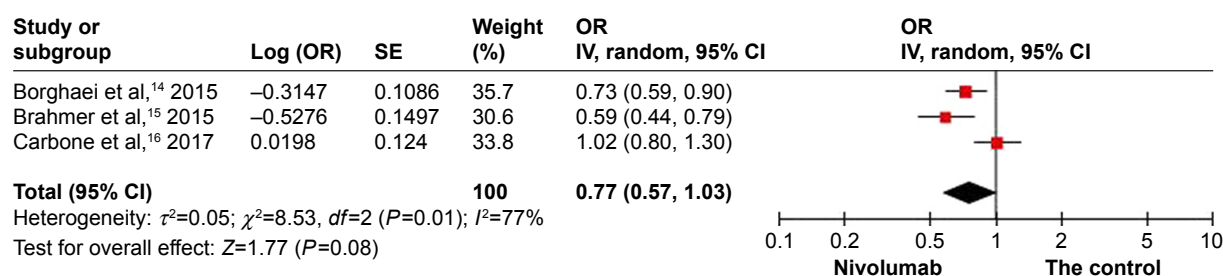 Study or subgroup Log (OR) SE Weight (%) OR IV, random, 95% CI OR IV, random, 95% CI
Borghaei et al,14 2015 –0.3147 0.1086 35.7 0.73 (0.59, 0.90)
Brahmer et al,15 2015 –0.5276 0.1497 30.6 0.59 (0.44, 0.79)
Carbone et al,16 2017 0.0198 0.124 33.8 1.02 (0.80, 1.30)
Total (95% CI) 100 0.77 (0.57, 1.03)
Heterogeneity: τ²=0.05; χ²=8.53, df=2 (P=0.01); I²=77%
Test for overall effect: Z=1.77 (P=0.08)
0.1 0.2 0.5 1 2 5 10
Nivolumab The control